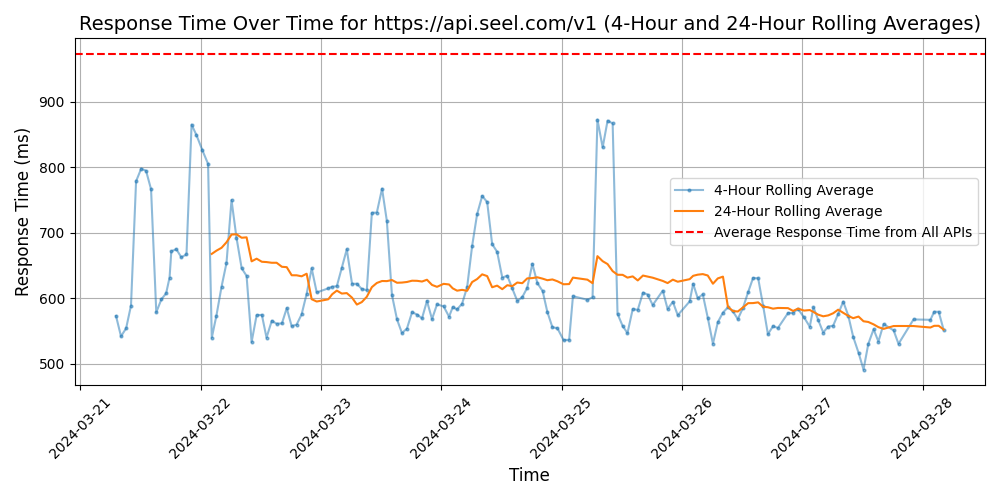 Response Time Over Time for https://api.seel.com/v1 (4-Hour and 24-Hour Rolling Averages)
Response Time (ms)
900
800
700
600
500
4-Hour Rolling Average
24-Hour Rolling Average
Average Response Time from All APIs
2024-03-21
2024-03-22
2024-03-23
2024-03-24
2024-03-25
2024-03-26
2024-03-27
2024-03-28
Time